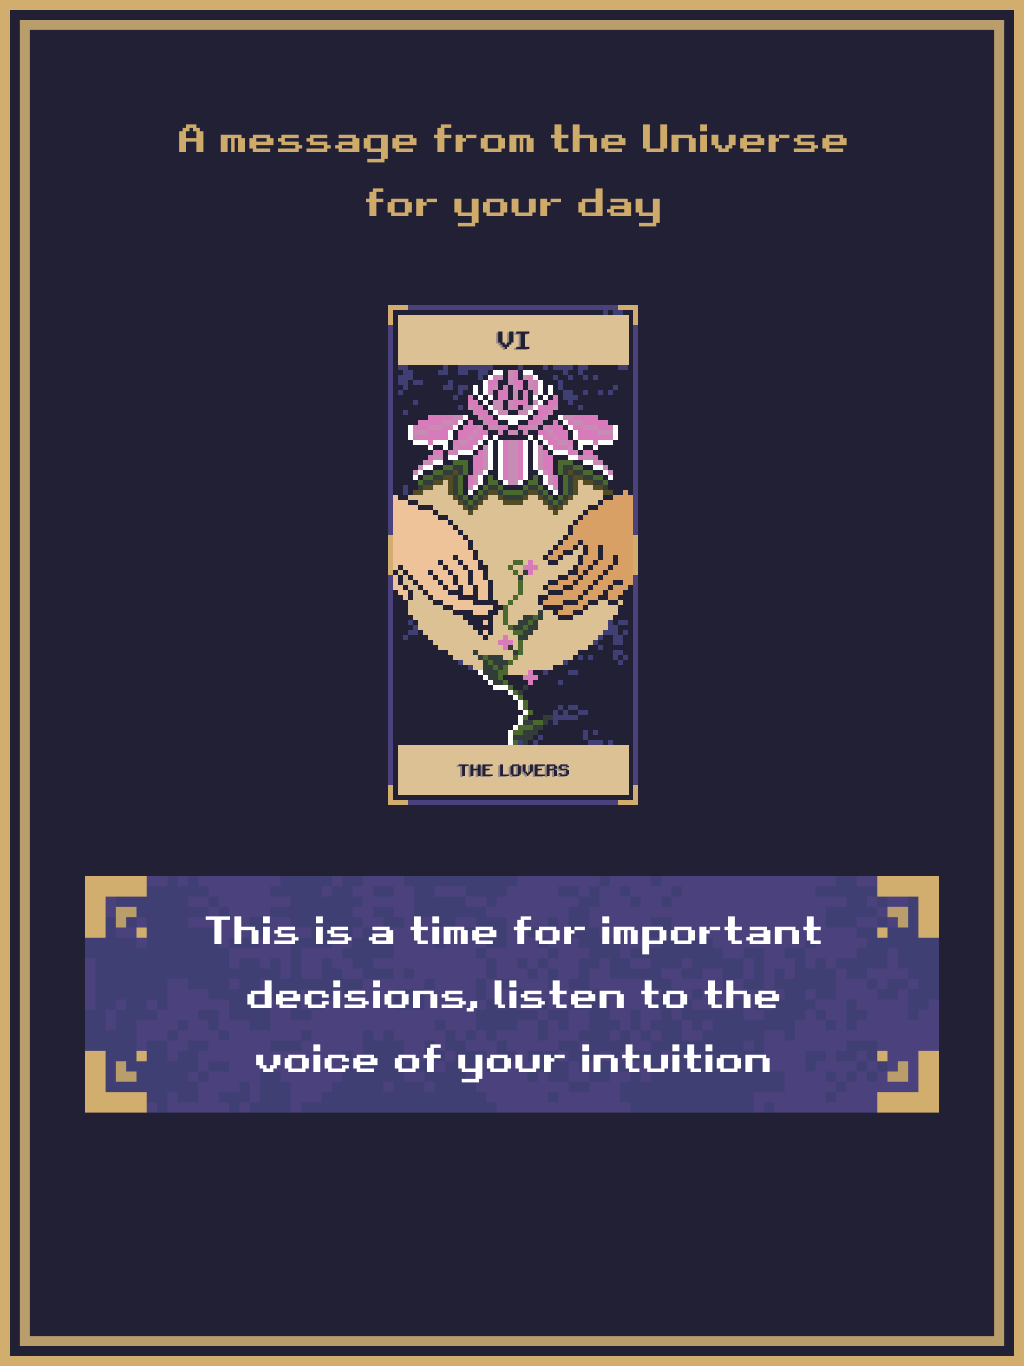 A message from the Universe
for your day
VI
THE LOVERS
This is a time for important
decisions, listen to the
voice of your intuition